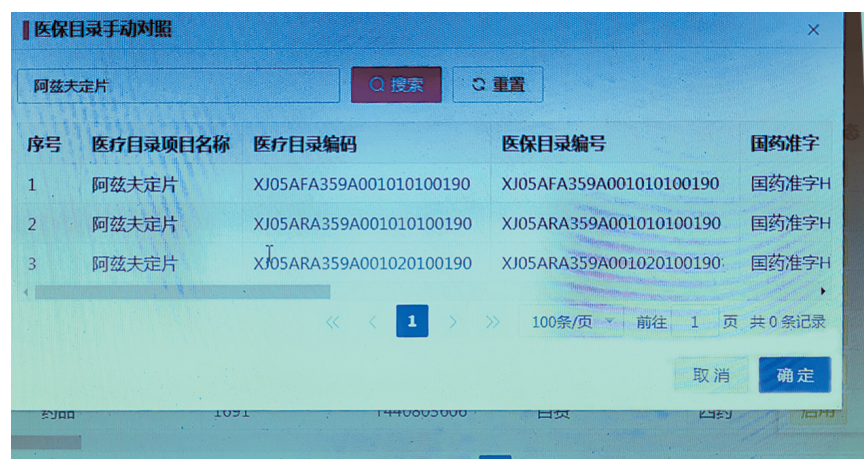 医保目录手动对照 ×
阿兹夫定片 搜索 重置
序号 医疗目录项目名称 医疗目录编码 医保目录编号 国药准字
1 阿兹夫定片 XJ05AFA359A001010100190 XJ05AFA359A001010100190 国药准字H
2 阿兹夫定片 XJ05ARA359A001010100190 XJ05ARA359A001010100190 国药准字H
3 阿兹夫定片 XJ05ARA359A001020100190 XJ05ARA359A001020100190 国药准字H
1 100条/页 前往 1 页 共 0 条记录
取消 确定
药品 1691 自费 西药 启用